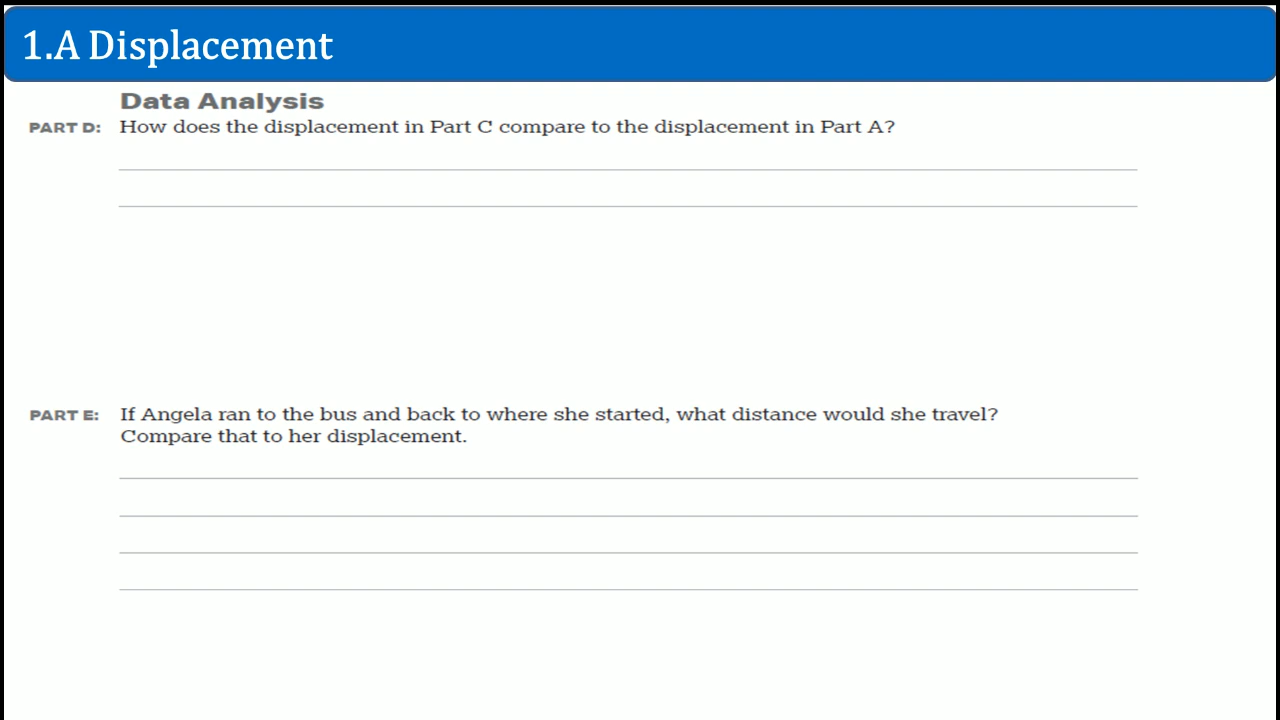 1.A Displacement
Data Analysis
PART D: How does the displacement in Part C compare to the displacement in Part A?
PART E: If Angela ran to the bus and back to where she started, what distance would she travel?
Compare that to her displacement.